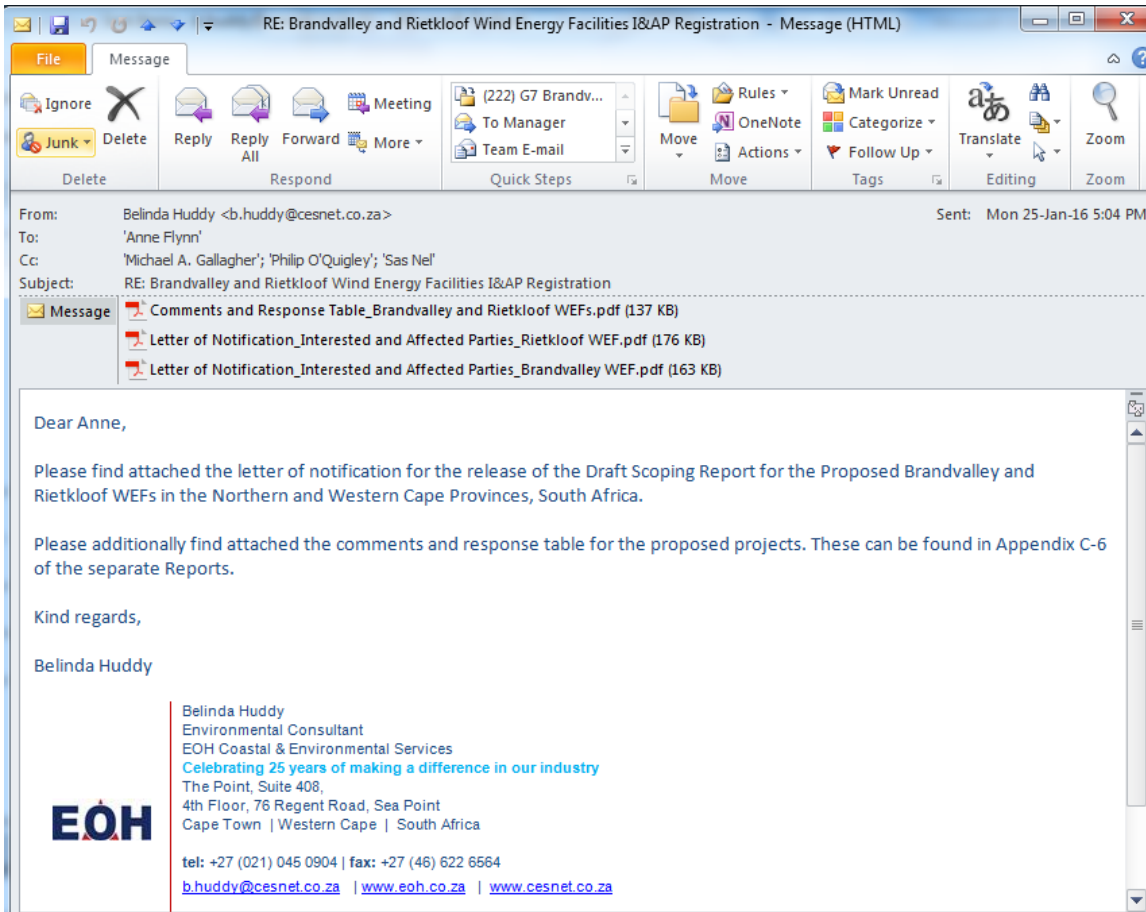 RE: Brandvalley and Rietkloof Wind Energy Facilities I&AP Registration - Message (HTML)
File Message
Ignore
Junk
Delete
Reply
Reply All
Forward
Meeting
More
(222) G7 Brandv...
To Manager
Team E-mail
Move
Rules
OneNote
Actions
Mark Unread
Categorize
Follow Up
Translate
Zoom
Delete Respond Quick Steps Move Tags Editing Zoom
From: Belinda Huddy <b.huddy@cesnet.co.za> Sent: Mon 25-Jan-16 5:04 PM
To: 'Anne Flynn'
Cc: 'Michael A. Gallagher'; 'Philip O'Quigley'; 'Sas Nel'
Subject: RE: Brandvalley and Rietkloof Wind Energy Facilities I&AP Registration
Message Comments and Response Table_Brandvalley and Rietkloof WEFs.pdf (137 KB)
Letter of Notification_Interested and Affected Parties_Rietkloof WEF.pdf (176 KB)
Letter of Notification_Interested and Affected Parties_Brandvalley WEF.pdf (163 KB)
Dear Anne,
Please find attached the letter of notification for the release of the Draft Scoping Report for the Proposed Brandvalley and
Rietkloof WEFs in the Northern and Western Cape Provinces, South Africa.
Please additionally find attached the comments and response table for the proposed projects. These can be found in Appendix C-6
of the separate Reports.
Kind regards,
Belinda Huddy
Belinda Huddy
Environmental Consultant
EOH Coastal & Environmental Services
Celebrating 25 years of making a difference in our industry
The Point, Suite 408,
4th Floor, 76 Regent Road, Sea Point
Cape Town | Western Cape | South Africa
EOH
tel: +27 (021) 045 0904 | fax: +27 (46) 622 6564
b.huddy@cesnet.co.za | www.eoh.co.za | www.cesnet.co.za